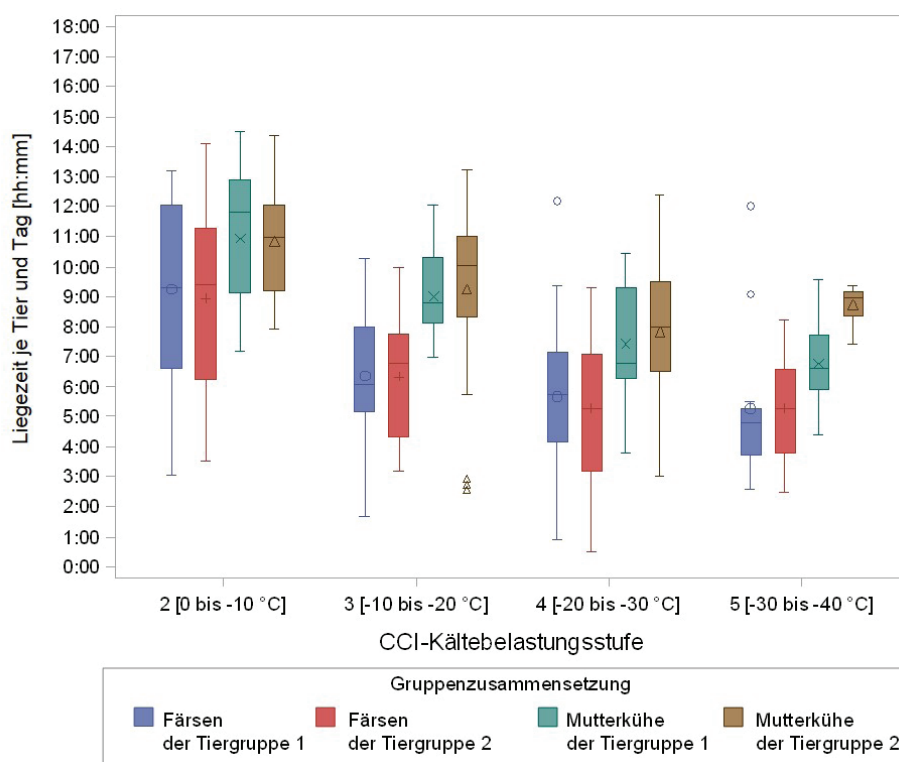 18:00
17:00
16:00
15:00
14:00
13:00
12:00
11:00
10:00
9:00
8:00
7:00
6:00
5:00
4:00
3:00
2:00
1:00
0:00
Liegezeit je Tier und Tag [hh:mm]
2 [0 bis -10 °C] 3 [-10 bis -20 °C] 4 [-20 bis -30 °C] 5 [-30 bis -40 °C]
CCI-Kältebelastungsstufe
Gruppenzusammensetzung
Färsen
der Tiergruppe 1
Färsen
der Tiergruppe 2
Mutterkühe
der Tiergruppe 1
Mutterkühe
der Tiergruppe 2